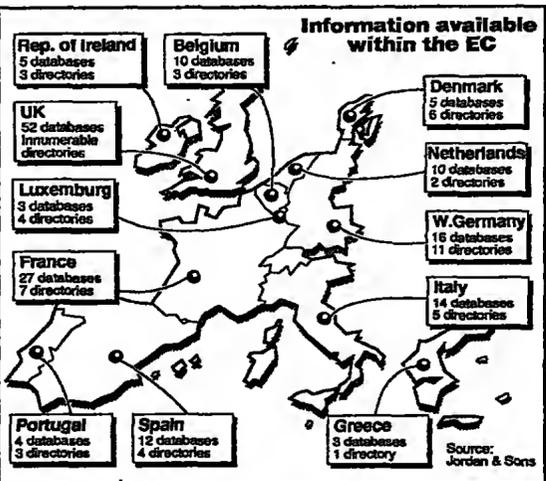 Information available
within the EC
Rep. of Ireland
5 databases
3 directories
Belgium
10 databases
3 directories
Denmark
5 databases
6 directories
UK
52 databases
Innumerable
directories
Netherlands
10 databases
2 directories
Luxemburg
3 databases
4 directories
W.Germany
16 databases
11 directories
France
27 databases
7 directories
Italy
14 databases
5 directories
Portugal
4 databases
3 directories
Spain
12 databases
4 directories
Greece
3 databases
1 directory
Source:
Jordan & Sons